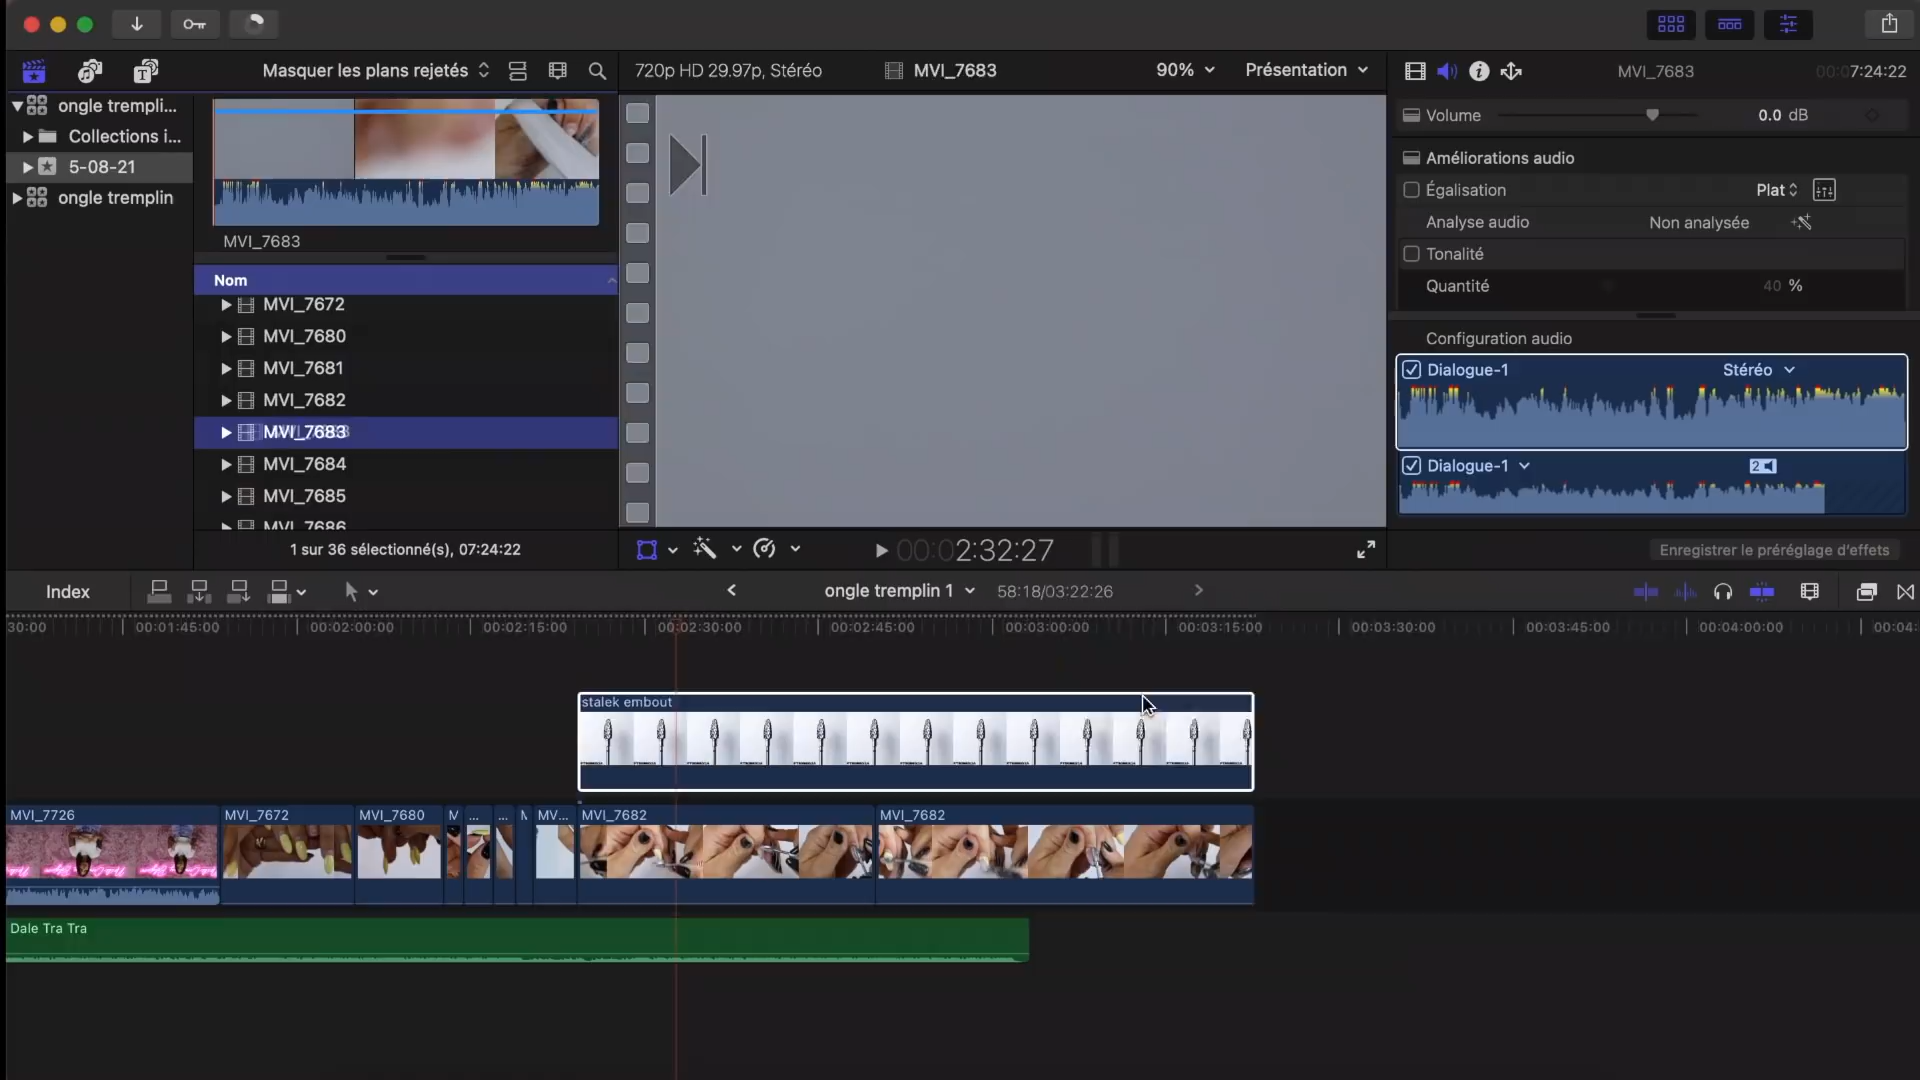 Masquer les plans rejetés
720p HD 29.97p, Stéréo
MVI_7683
90%
Présentation
MVI_7683
00:07:24:22
ongle trempli...
Collections i...
5-08-21
ongle tremplin
MVI_7683
Nom
MVI_7672
MVI_7680
MVI_7681
MVI_7682
MVI_7683
MVI_7684
MVI_7685
MVI_7686
1 sur 36 sélectionné(s), 07:24:22
00:02:32:27
Volume
0.0 dB
Améliorations audio
Égalisation
Plat
Analyse audio
Non analysée
Tonalité
Quantité
40 %
Configuration audio
Dialogue-1
Stéréo
Dialogue-1
2
Enregistrer le préréglage d'effets
Index
ongle tremplin 1
58:18/03:22:26
30:00
00:01:45:00
00:02:00:00
00:02:15:00
00:02:30:00
00:02:45:00
00:03:00:00
00:03:15:00
00:03:30:00
00:03:45:00
00:04:00:00
00:04:
stalek embout
MVI_7726
MVI_7672
MVI_7680
M
...
...
MV...
MVI_7682
MVI_7682
Dale Tra Tra